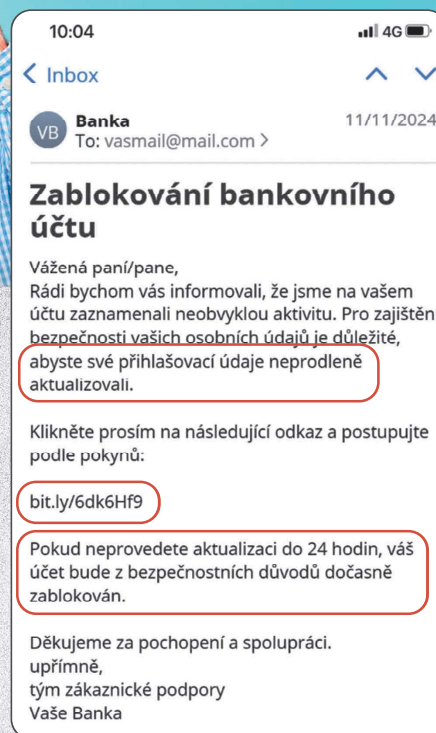 10:04
4G
Inbox
VB
Banka
11/11/2024
To: vasmail@mail.com >
Zablokování bankovního
účtu
Vážená paní/pane,
Rádi bychom vás informovali, že jsme na vašem
účtu zaznamenali neobvyklou aktivitu. Pro zajištěn
bezpečnosti vašich osobních údajů je důležité,
abyste své přihlašovací údaje neprodleně
aktualizovali.
Klikněte prosím na následující odkaz a postupujte
podle pokynů:
bit.ly/6dk6Hf9
Pokud neprovedete aktualizaci do 24 hodin, váš
účet bude z bezpečnostních důvodů dočasně
zablokován.
Děkujeme za pochopení a spolupráci.
upřímně,
tým zákaznické podpory
Vaše Banka